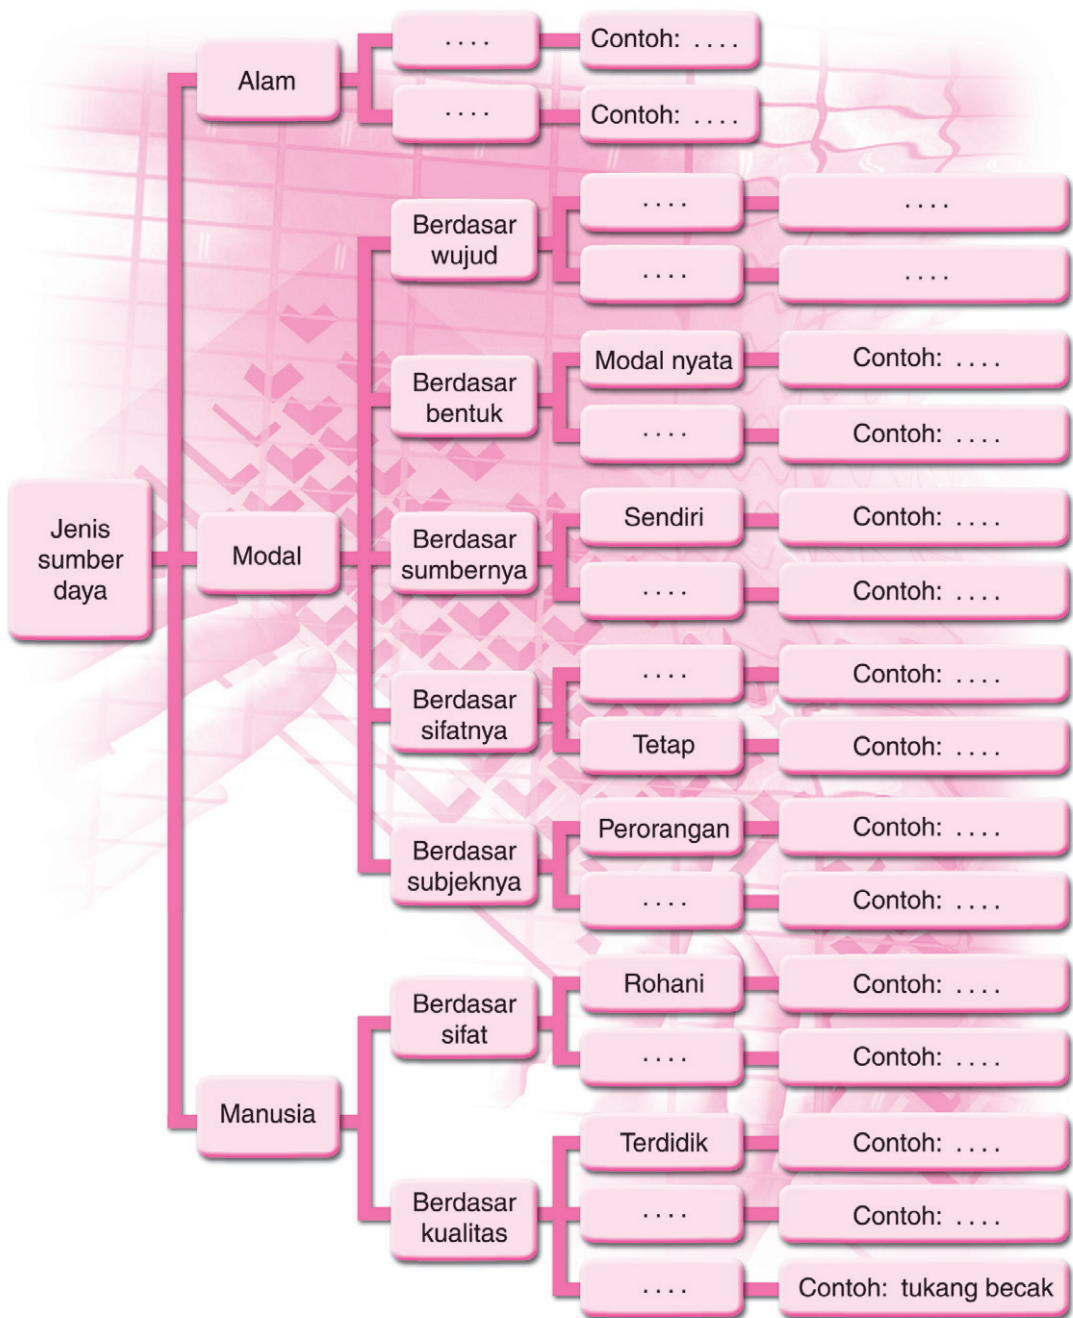 . . . .
Contoh: . . . .
Alam
. . . .
Contoh: . . . .
Berdasar
wujud
. . . .
. . . .
. . . .
. . . .
Berdasar
bentuk
Modal nyata
Contoh: . . . .
. . . .
Contoh: . . . .
Jenis
sumber
daya
Modal
Berdasar
sumbernya
Sendiri
Contoh: . . . .
. . . .
Contoh: . . . .
Berdasar
sifatnya
. . . .
Contoh: . . . .
Tetap
Contoh: . . . .
Berdasar
subjeknya
Perorangan
Contoh: . . . .
. . . .
Contoh: . . . .
Manusia
Berdasar
sifat
Rohani
Contoh: . . . .
. . . .
Contoh: . . . .
Berdasar
kualitas
Terdidik
Contoh: . . . .
. . . .
Contoh: . . . .
. . . .
Contoh: tukang becak